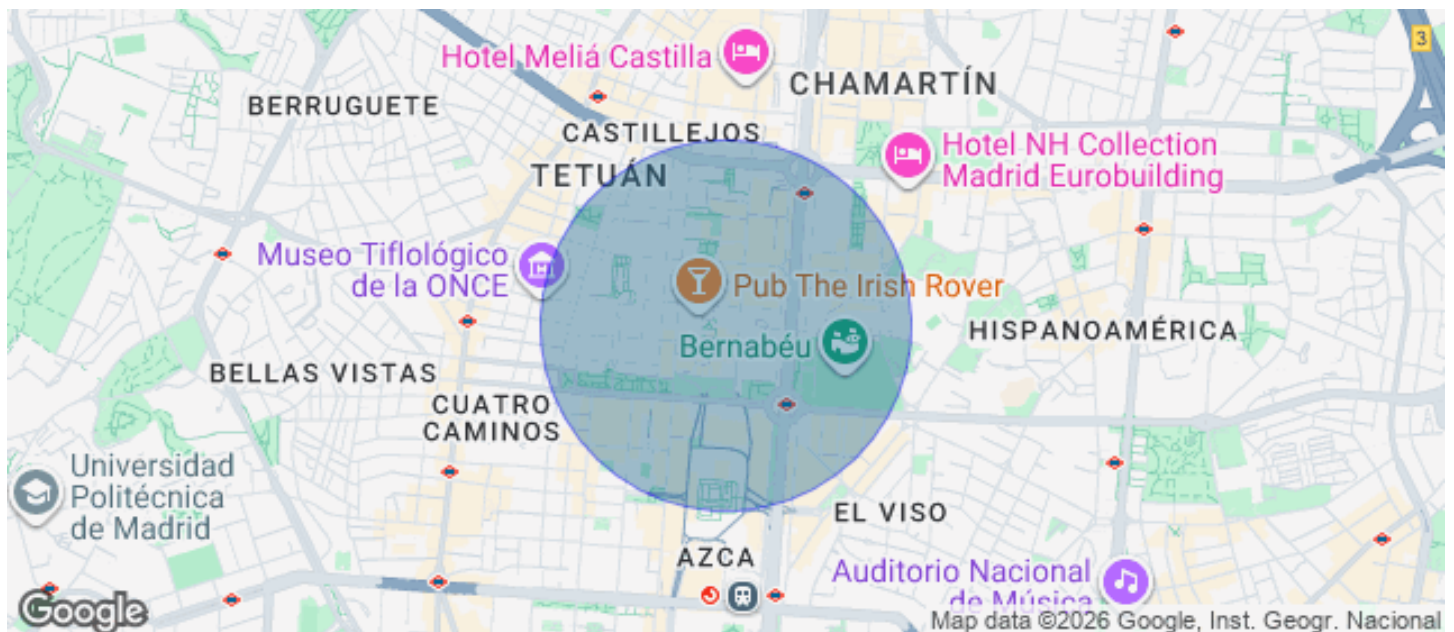 3
Hotel Meliá Castilla
CHAMARTÍN
BERRUGUETE
CASTILLEJOS
Hotel NH Collection
Madrid Eurobuilding
TETUÁN
Museo Tiflológico
de la ONCE
Pub The Irish Rover
Bernabéu
HISPANOAMÉRICA
BELLAS VISTAS
CUATRO
CAMINOS
Universidad
Politécnica
de Madrid
EL VISO
AZCA
Auditorio Nacional
de Música
Google
Map data ©2026 Google, Inst. Geogr. Nacional